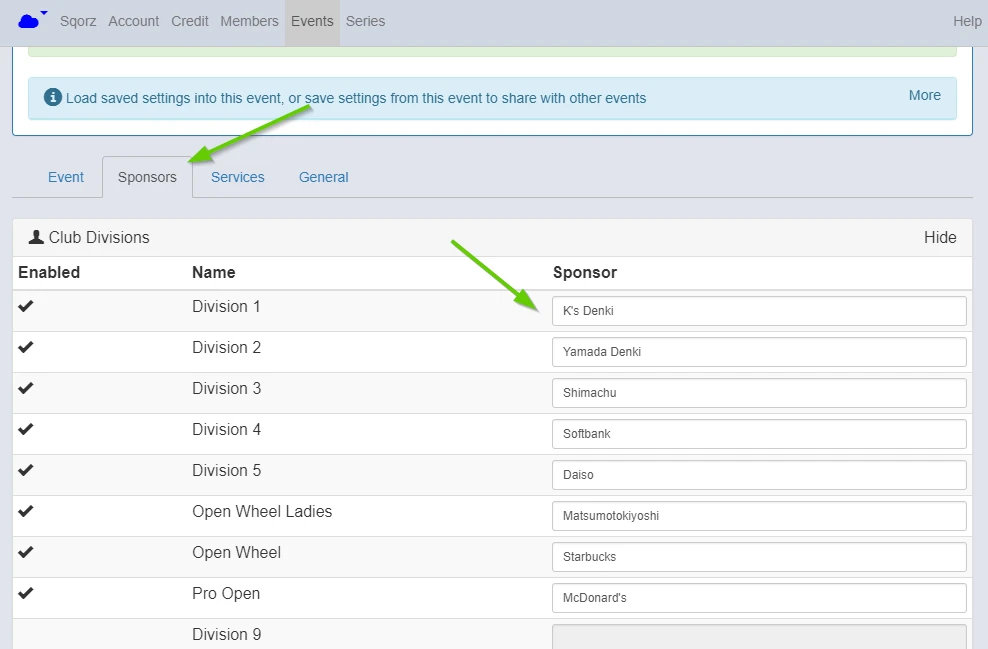 Sqorz Account Credit Members Events Series Help
Load saved settings into this event, or save settings from this event to share with other events More
Event Sponsors Services General
Club Divisions Hide
Enabled Name Sponsor
Division 1 K's Denki
Division 2 Yamada Denki
Division 3 Shimachu
Division 4 Softbank
Division 5 Daiso
Open Wheel Ladies Matsumotokiyoshi
Open Wheel Starbucks
Pro Open McDonard's
Division 9